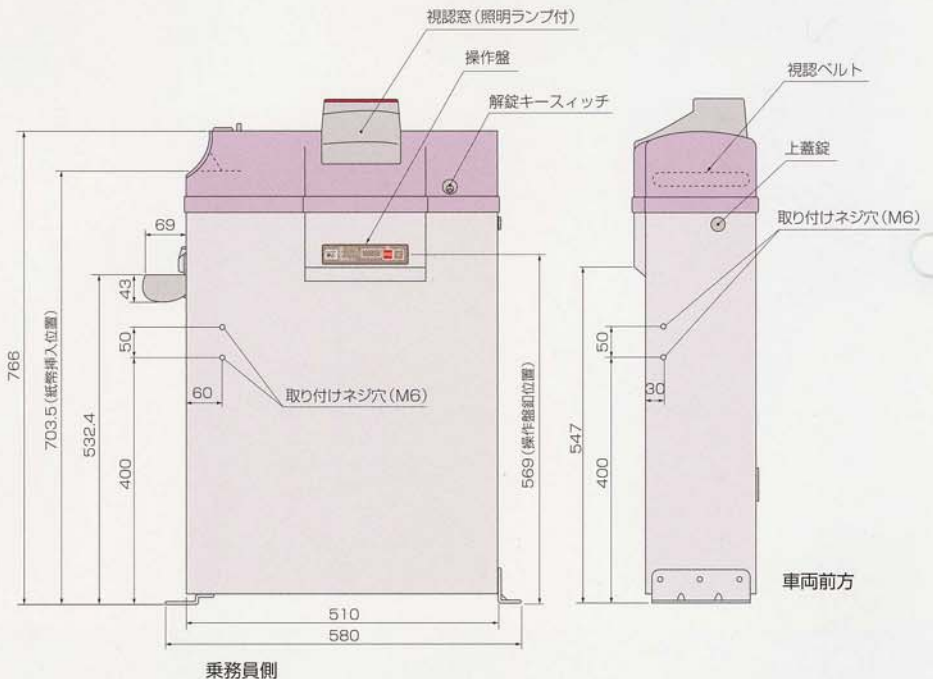 視認窓(照明ランプ付)
操作盤
解錠キースィッチ
視認ベルト
上蓋錠
取り付けネジ穴(M6)
69
43
50
60
取り付けネジ穴(M6)
766
703.5(紙幣挿入位置)
532.4
400
569(操作盤釦位置)
510
580
乗務員側
50
30
547
400
車両前方